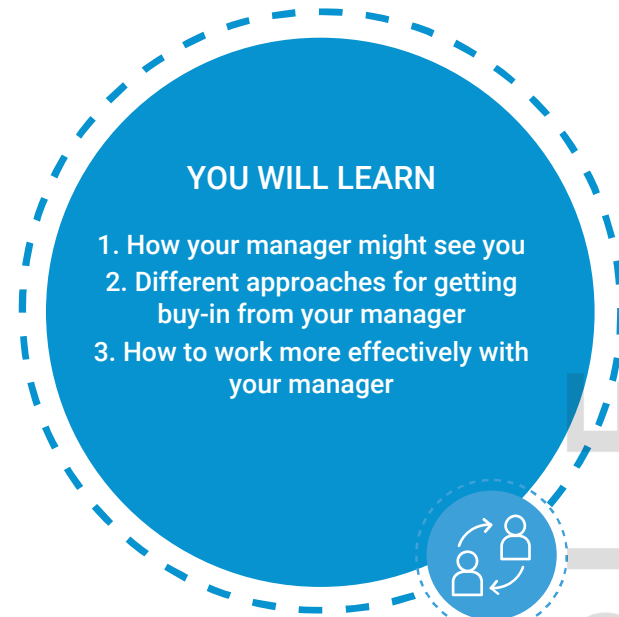 YOU WILL LEARN
1. How your manager might see you
2. Different approaches for getting
buy-in from your manager
3. How to work more effectively with
your manager